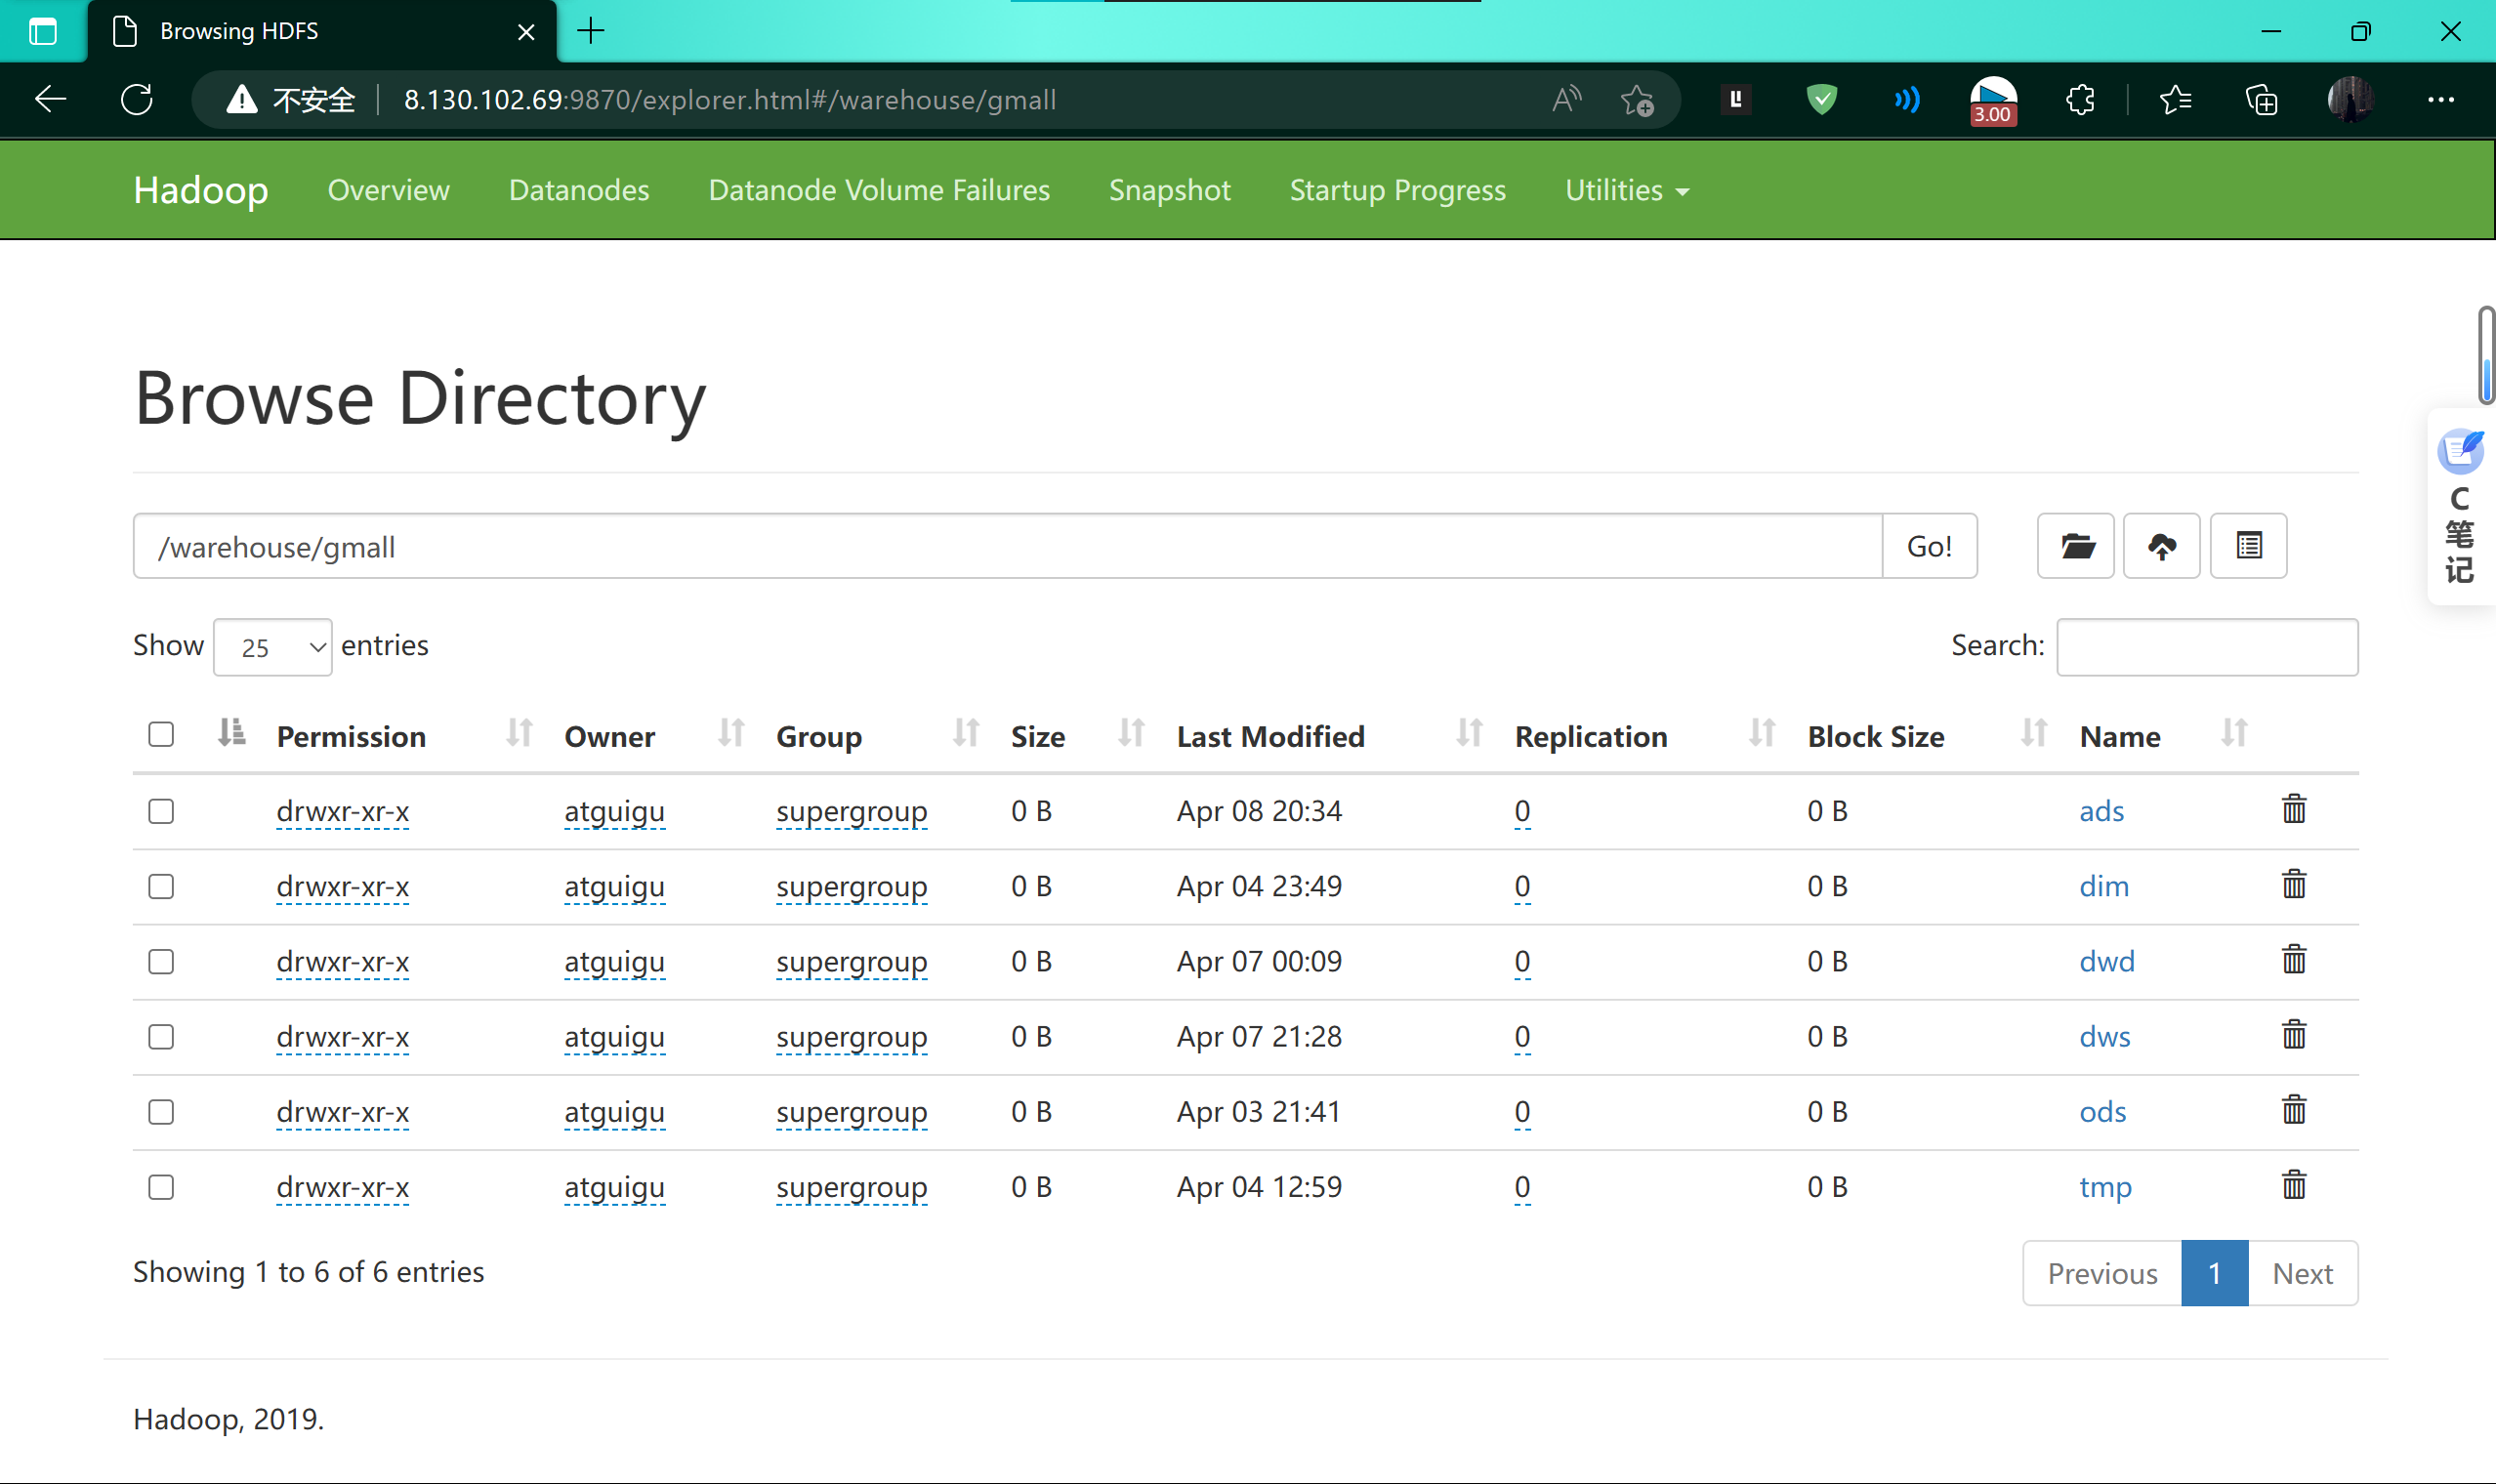 Browsing HDFS
不安全 8.130.102.69:9870/explorer.html#/warehouse/gmall
3.00
Hadoop Overview Datanodes Datanode Volume Failures Snapshot Startup Progress Utilities
Browse Directory
/warehouse/gmall Go!
C
笔
记
Show 25 entries Search:
Permission Owner Group Size Last Modified Replication Block Size Name
drwxr-xr-x atguigu supergroup 0 B Apr 08 20:34 0 0 B ads
drwxr-xr-x atguigu supergroup 0 B Apr 04 23:49 0 0 B dim
drwxr-xr-x atguigu supergroup 0 B Apr 07 00:09 0 0 B dwd
drwxr-xr-x atguigu supergroup 0 B Apr 07 21:28 0 0 B dws
drwxr-xr-x atguigu supergroup 0 B Apr 03 21:41 0 0 B ods
drwxr-xr-x atguigu supergroup 0 B Apr 04 12:59 0 0 B tmp
Showing 1 to 6 of 6 entries Previous 1 Next
Hadoop, 2019.